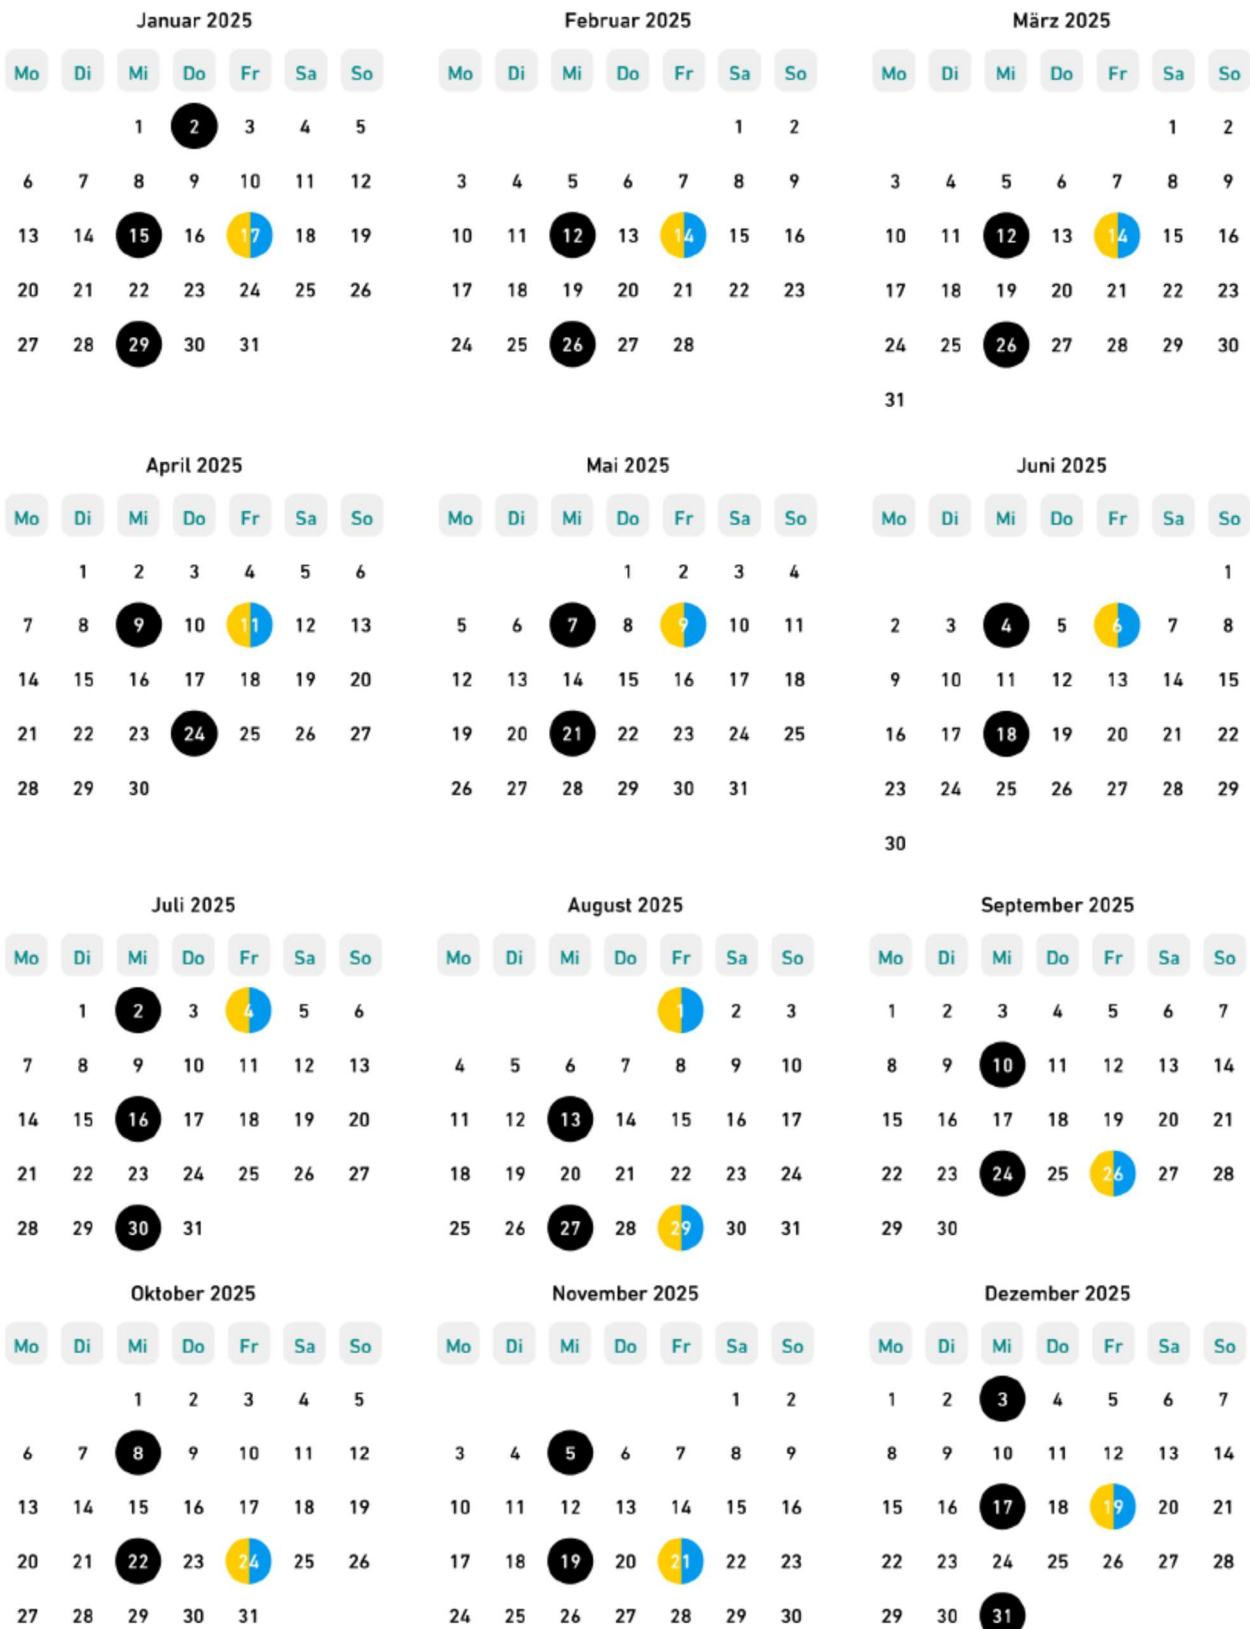 Januar 2025
Mo Di Mi Do Fr Sa So
1 2 3 4 5
6 7 8 9 10 11 12
13 14 15 16 17 18 19
20 21 22 23 24 25 26
27 28 29 30 31
Februar 2025
Mo Di Mi Do Fr Sa So
1 2
3 4 5 6 7 8 9
10 11 12 13 14 15 16
17 18 19 20 21 22 23
24 25 26 27 28
März 2025
Mo Di Mi Do Fr Sa So
1 2
3 4 5 6 7 8 9
10 11 12 13 14 15 16
17 18 19 20 21 22 23
24 25 26 27 28 29 30
31
April 2025
Mo Di Mi Do Fr Sa So
1 2 3 4 5 6
7 8 9 10 11 12 13
14 15 16 17 18 19 20
21 22 23 24 25 26 27
28 29 30
Mai 2025
Mo Di Mi Do Fr Sa So
1 2 3 4
5 6 7 8 9 10 11
12 13 14 15 16 17 18
19 20 21 22 23 24 25
26 27 28 29 30 31
Juni 2025
Mo Di Mi Do Fr Sa So
1
2 3 4 5 6 7 8
9 10 11 12 13 14 15
16 17 18 19 20 21 22
23 24 25 26 27 28 29
30
Juli 2025
Mo Di Mi Do Fr Sa So
1 2 3 4 5 6
7 8 9 10 11 12 13
14 15 16 17 18 19 20
21 22 23 24 25 26 27
28 29 30 31
August 2025
Mo Di Mi Do Fr Sa So
1 2 3
4 5 6 7 8 9 10
11 12 13 14 15 16 17
18 19 20 21 22 23 24
25 26 27 28 29 30 31
September 2025
Mo Di Mi Do Fr Sa So
1 2 3 4 5 6 7
8 9 10 11 12 13 14
15 16 17 18 19 20 21
22 23 24 25 26 27 28
29 30
Oktober 2025
Mo Di Mi Do Fr Sa So
1 2 3 4 5
6 7 8 9 10 11 12
13 14 15 16 17 18 19
20 21 22 23 24 25 26
27 28 29 30 31
November 2025
Mo Di Mi Do Fr Sa So
1 2
3 4 5 6 7 8 9
10 11 12 13 14 15 16
17 18 19 20 21 22 23
24 25 26 27 28 29 30
Dezember 2025
Mo Di Mi Do Fr Sa So
1 2 3 4 5 6 7
8 9 10 11 12 13 14
15 16 17 18 19 20 21
22 23 24 25 26 27 28
29 30 31